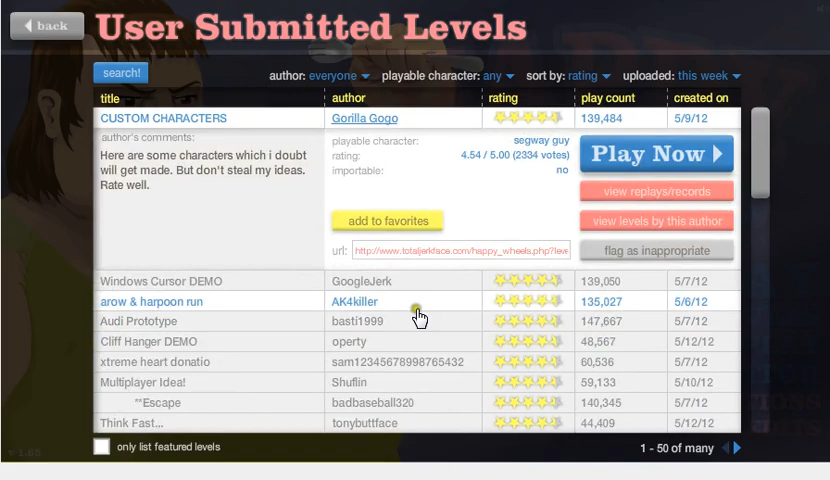 back
User Submitted Levels
search!
author: everyone playable character: any sort by: rating uploaded: this week
title author rating play count created on
CUSTOM CHARACTERS Gorilla Gogo 139,484 5/9/12
author's comments:
Here are some characters which i doubt
will get made. But don't steal my ideas.
Rate well.
playable character: segway guy
rating: 4.54 / 5.00 (2334 votes)
importable: no
add to favorites
url: http://www.totaljerkface.com/happy_wheels.php?leve
Play Now
view replays/records
view levels by this author
flag as inappropriate
Windows Cursor DEMO GoogleJerk 139,050 5/7/12
arow & harpoon run AK4killer 135,027 5/6/12
Audi Prototype basti1999 147,667 5/7/12
Cliff Hanger DEMO operty 48,567 5/12/12
xtreme heart donatio sam12345678998765432 60,536 5/7/12
Multiplayer Idea! Shuflin 59,133 5/10/12
**Escape badbaseball320 140,345 5/7/12
Think Fast... tonybuttface 44,409 5/12/12
only list featured levels
1 - 50 of many
v 1.65